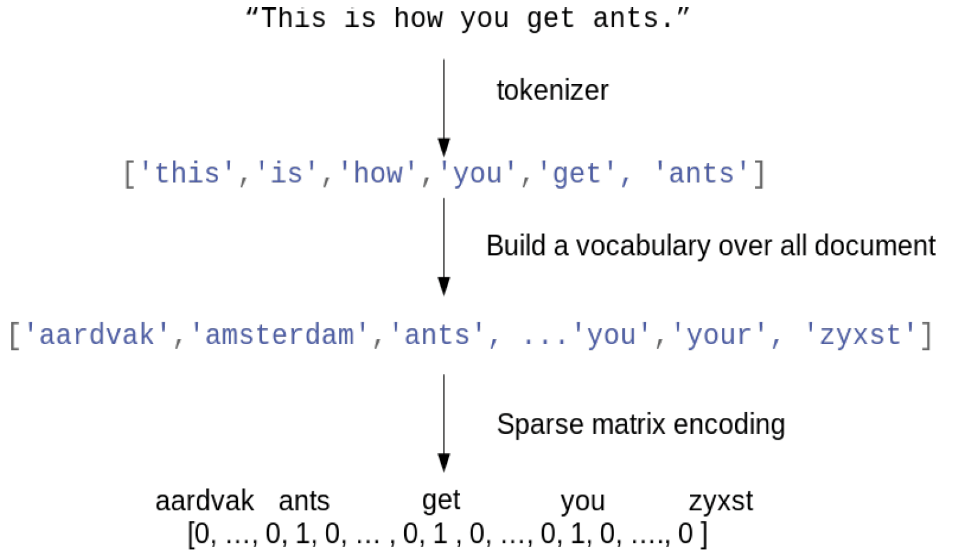 “This is how you get ants.”
tokenizer
['this','is','how','you','get', 'ants']
Build a vocabulary over all document
['aardvak','amsterdam','ants', ...'you','your', 'zyxst']
Sparse matrix encoding
aardvak ants get you zyxst
[0, …, 0, 1, 0, … , 0, 1 , 0, …, 0, 1, 0, …., 0 ]